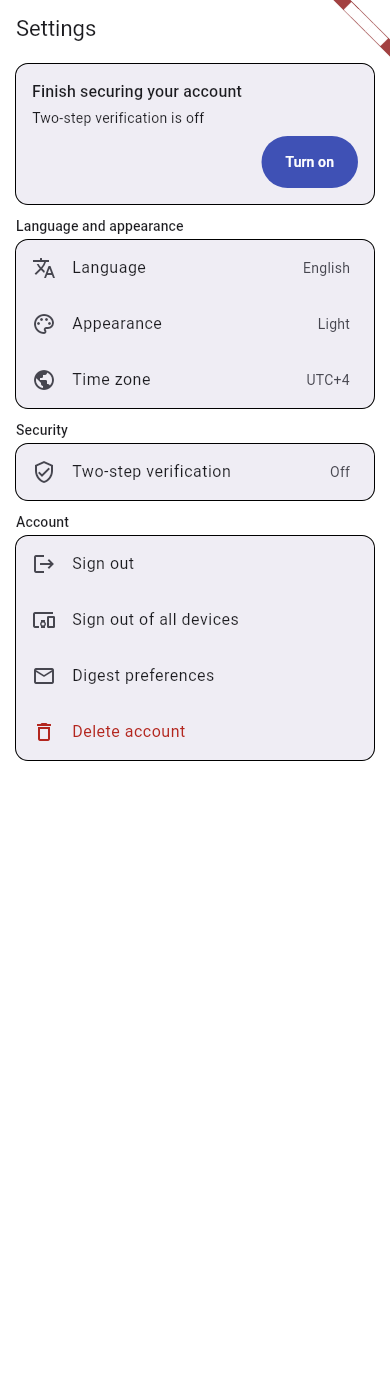 Settings
Finish securing your account
Two-step verification is off
Turn on
Language and appearance
Language English
Appearance Light
Time zone UTC+4
Security
Two-step verification Off
Account
Sign out
Sign out of all devices
Digest preferences
Delete account